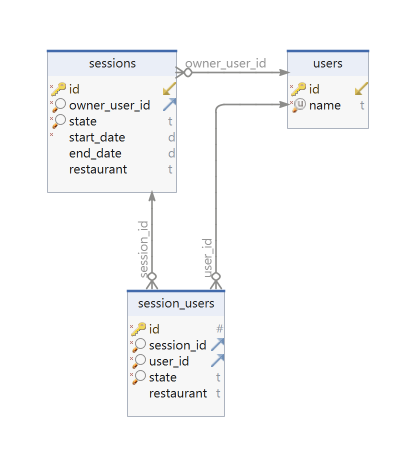 sessions
id
owner_user_id
state t
start_date d
end_date d
restaurant t
owner_user_id
users
id
name t
u
session_id
user_id
session_users
id #
session_id
user_id
state t
restaurant t